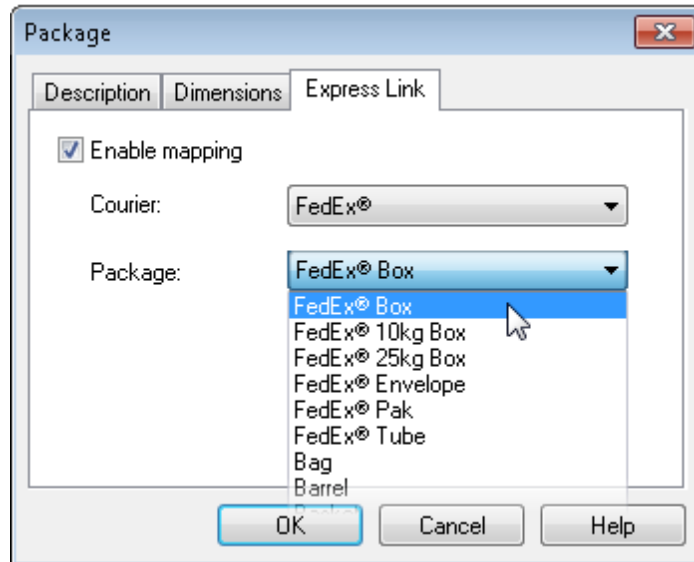 Package
Description Dimensions Express Link
Enable mapping
Courier: FedEx®
Package: FedEx® Box
FedEx® Box
FedEx® 10kg Box
FedEx® 25kg Box
FedEx® Envelope
FedEx® Pak
FedEx® Tube
Bag
Barrel
OK Cancel Help